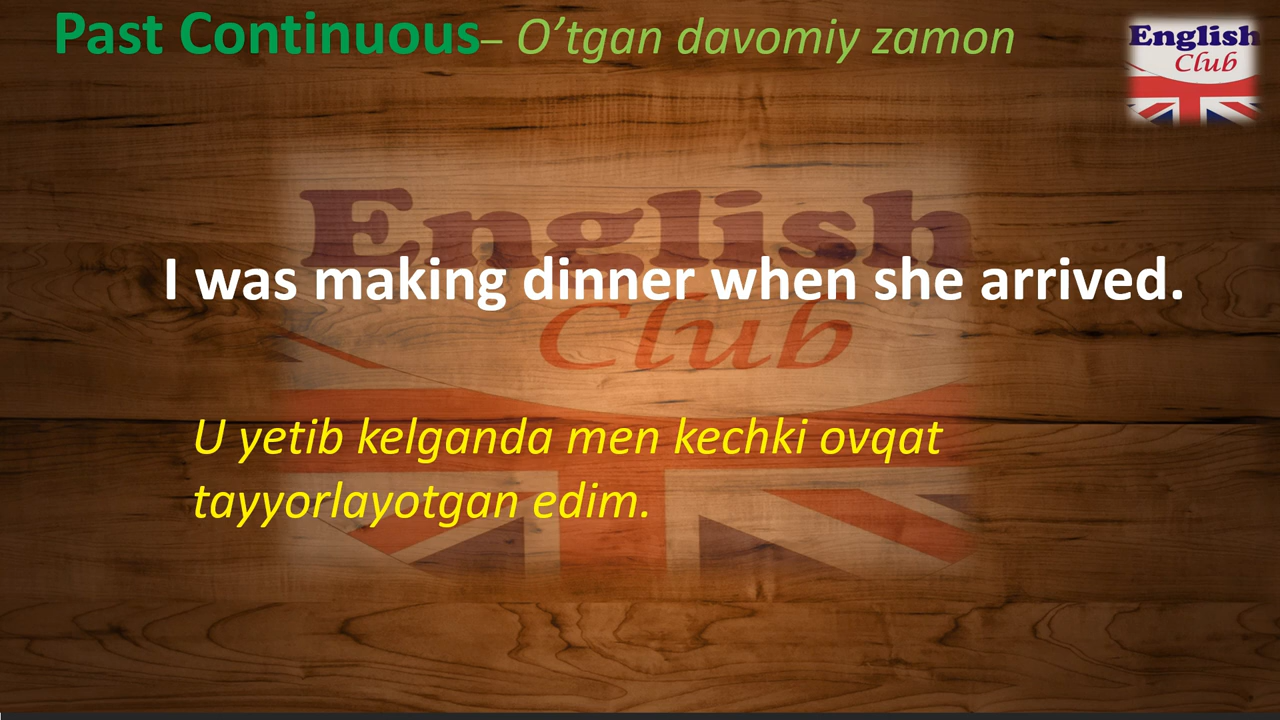 Past Continuous– O’tgan davomiy zamon
English
Club
English
I was making dinner when she arrived.
Club
U yetib kelganda men kechki ovqat
tayyorlayotgan edim.